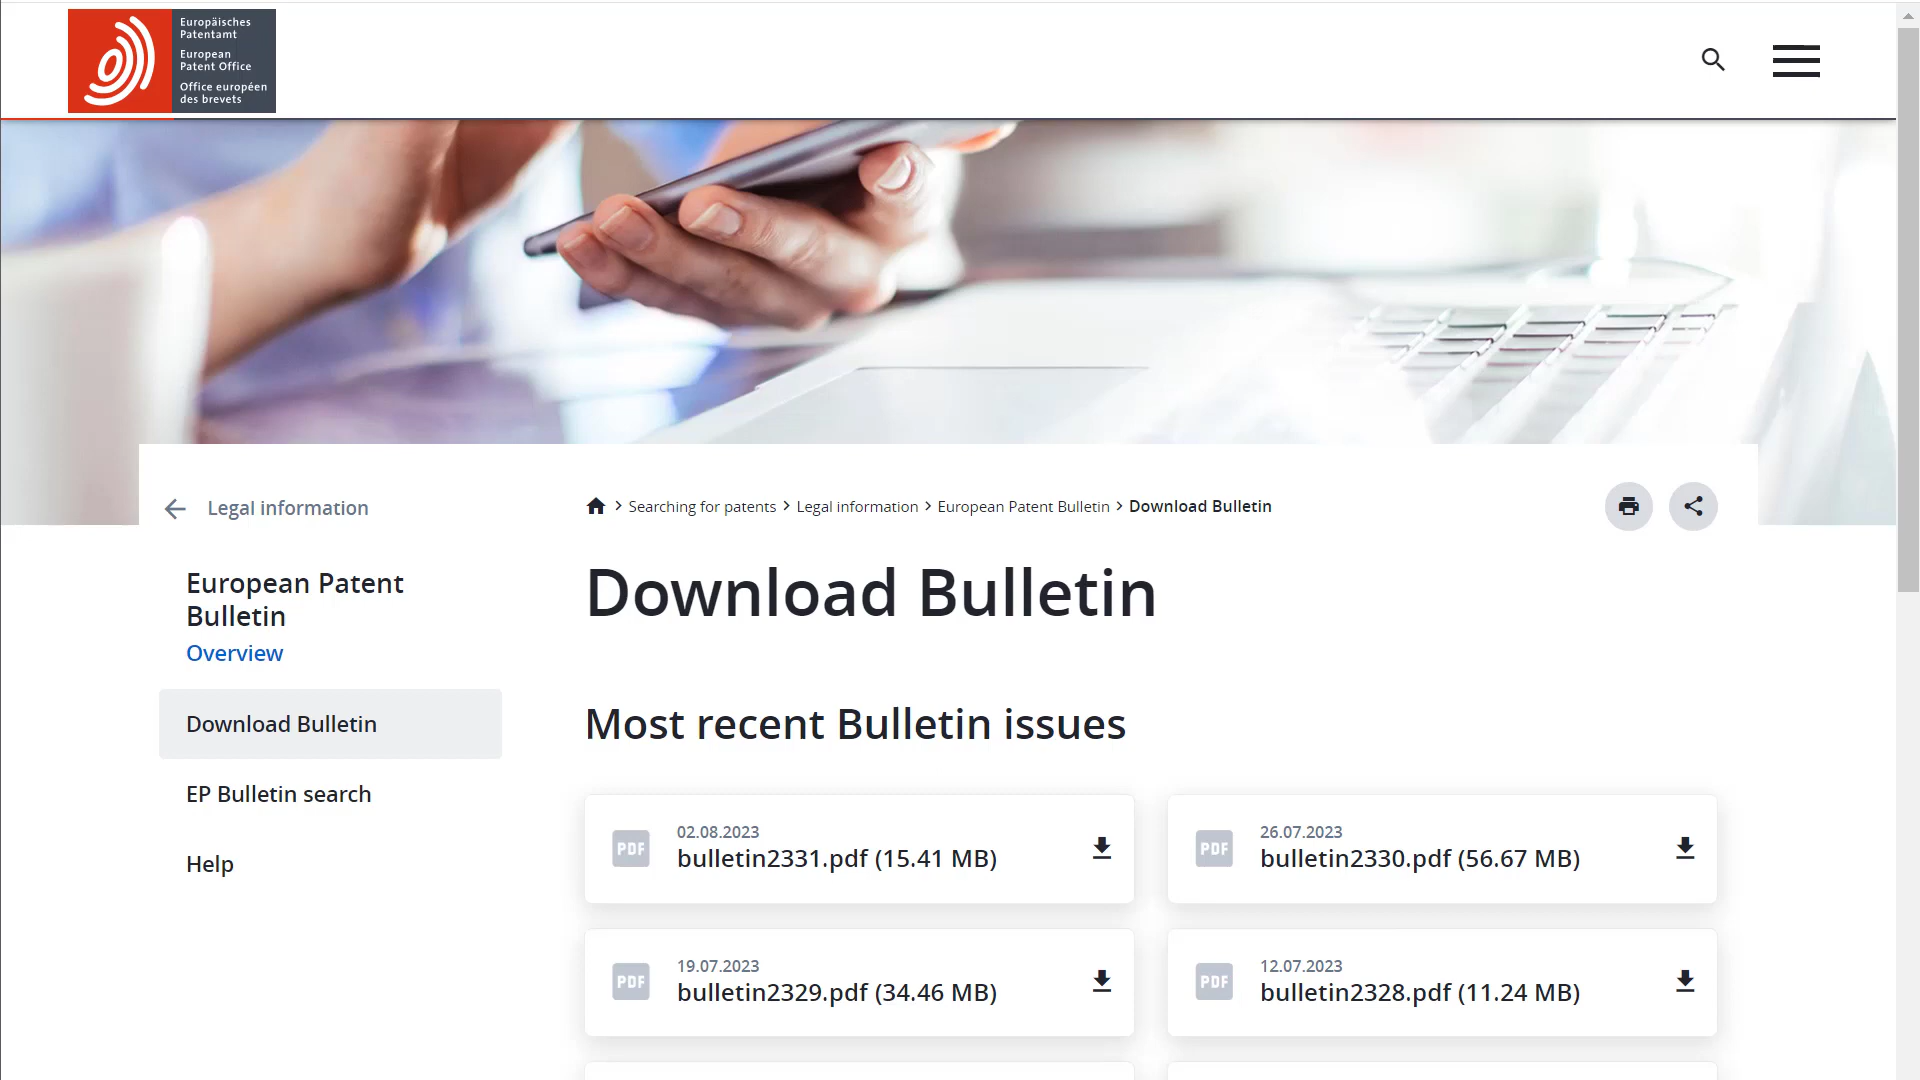 Europäisches
Patentamt
European
Patent Office
Office européen
des brevets
Legal information
Searching for patents
Legal information
European Patent Bulletin
Download Bulletin
European Patent
Bulletin
Overview
Download Bulletin
EP Bulletin search
Help
Download Bulletin
Most recent Bulletin issues
PDF
02.08.2023
bulletin2331.pdf (15.41 MB)
PDF
26.07.2023
bulletin2330.pdf (56.67 MB)
PDF
19.07.2023
bulletin2329.pdf (34.46 MB)
PDF
12.07.2023
bulletin2328.pdf (11.24 MB)